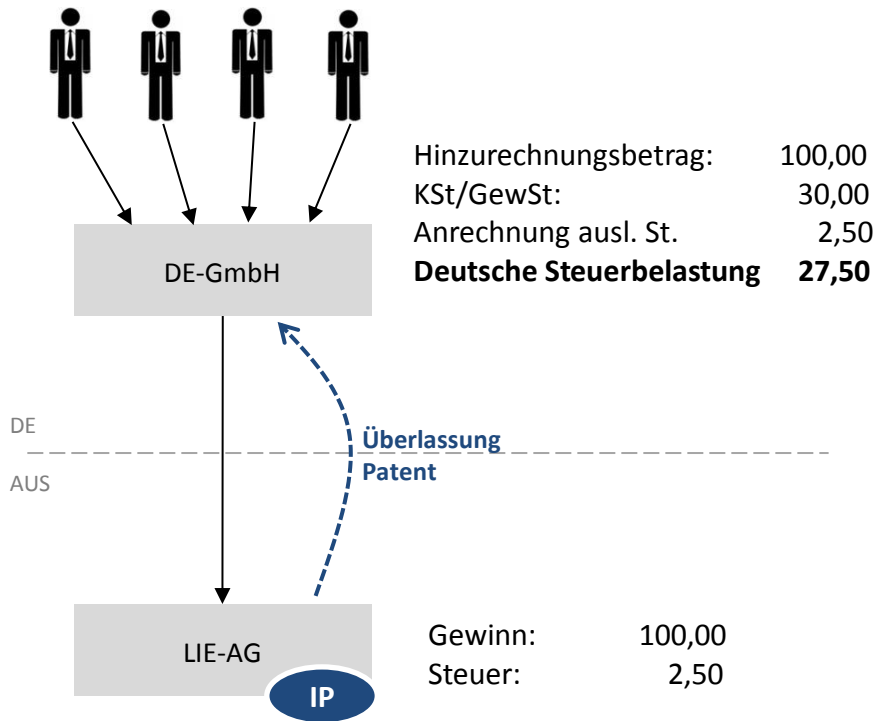 Hinzurechnungsbetrag: 100,00
KSt/GewSt: 30,00
Anrechnung ausl. St. 2,50
Deutsche Steuerbelastung 27,50
DE-GmbH
DE
Überlassung
Patent
AUS
LIE-AG
IP
Gewinn: 100,00
Steuer: 2,50